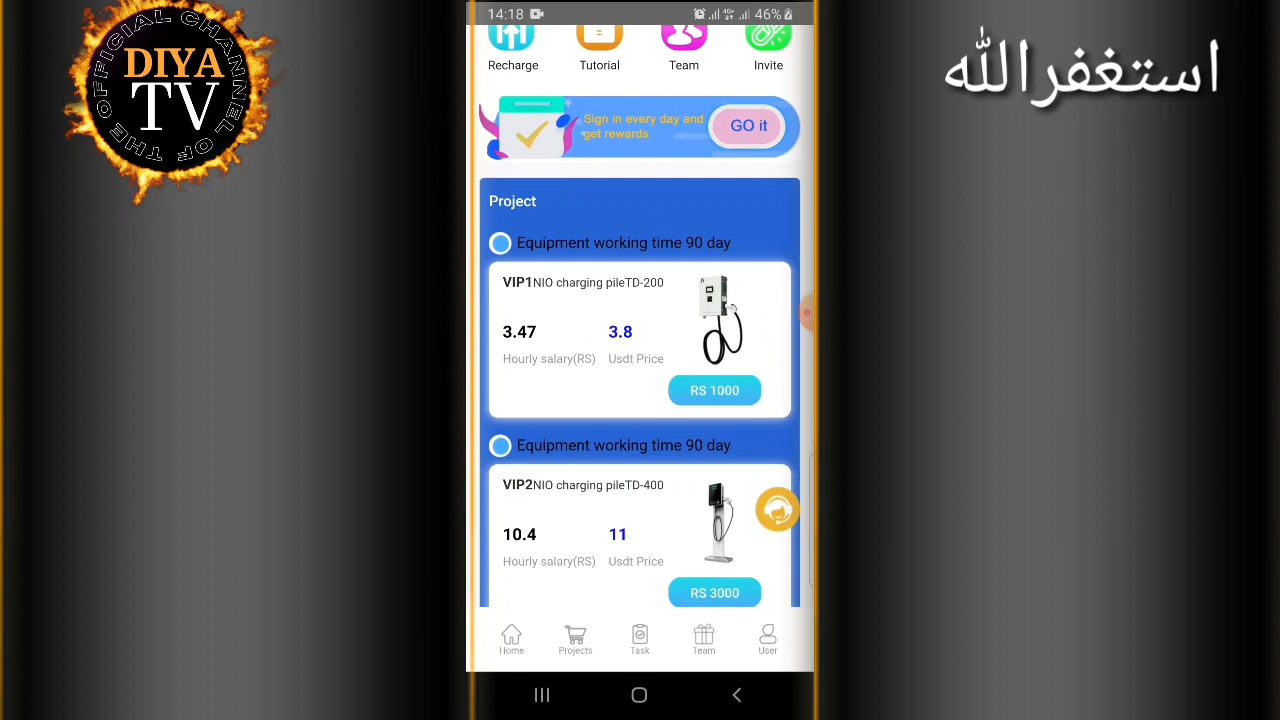 OFFICIAL CHANNEL OF THE
DIYA
TV
استغفرالله
14:18
4G+
46%
Recharge
Tutorial
Team
Invite
Sign in every day and
get rewards
GO it
Project
Equipment working time 90 day
VIP1NIO charging pileTD-200
3.47
3.8
Hourly salary(RS)
Usdt Price
RS 1000
Equipment working time 90 day
VIP2NIO charging pileTD-400
10.4
11
Hourly salary(RS)
Usdt Price
RS 3000
Home
Projects
Task
Team
User